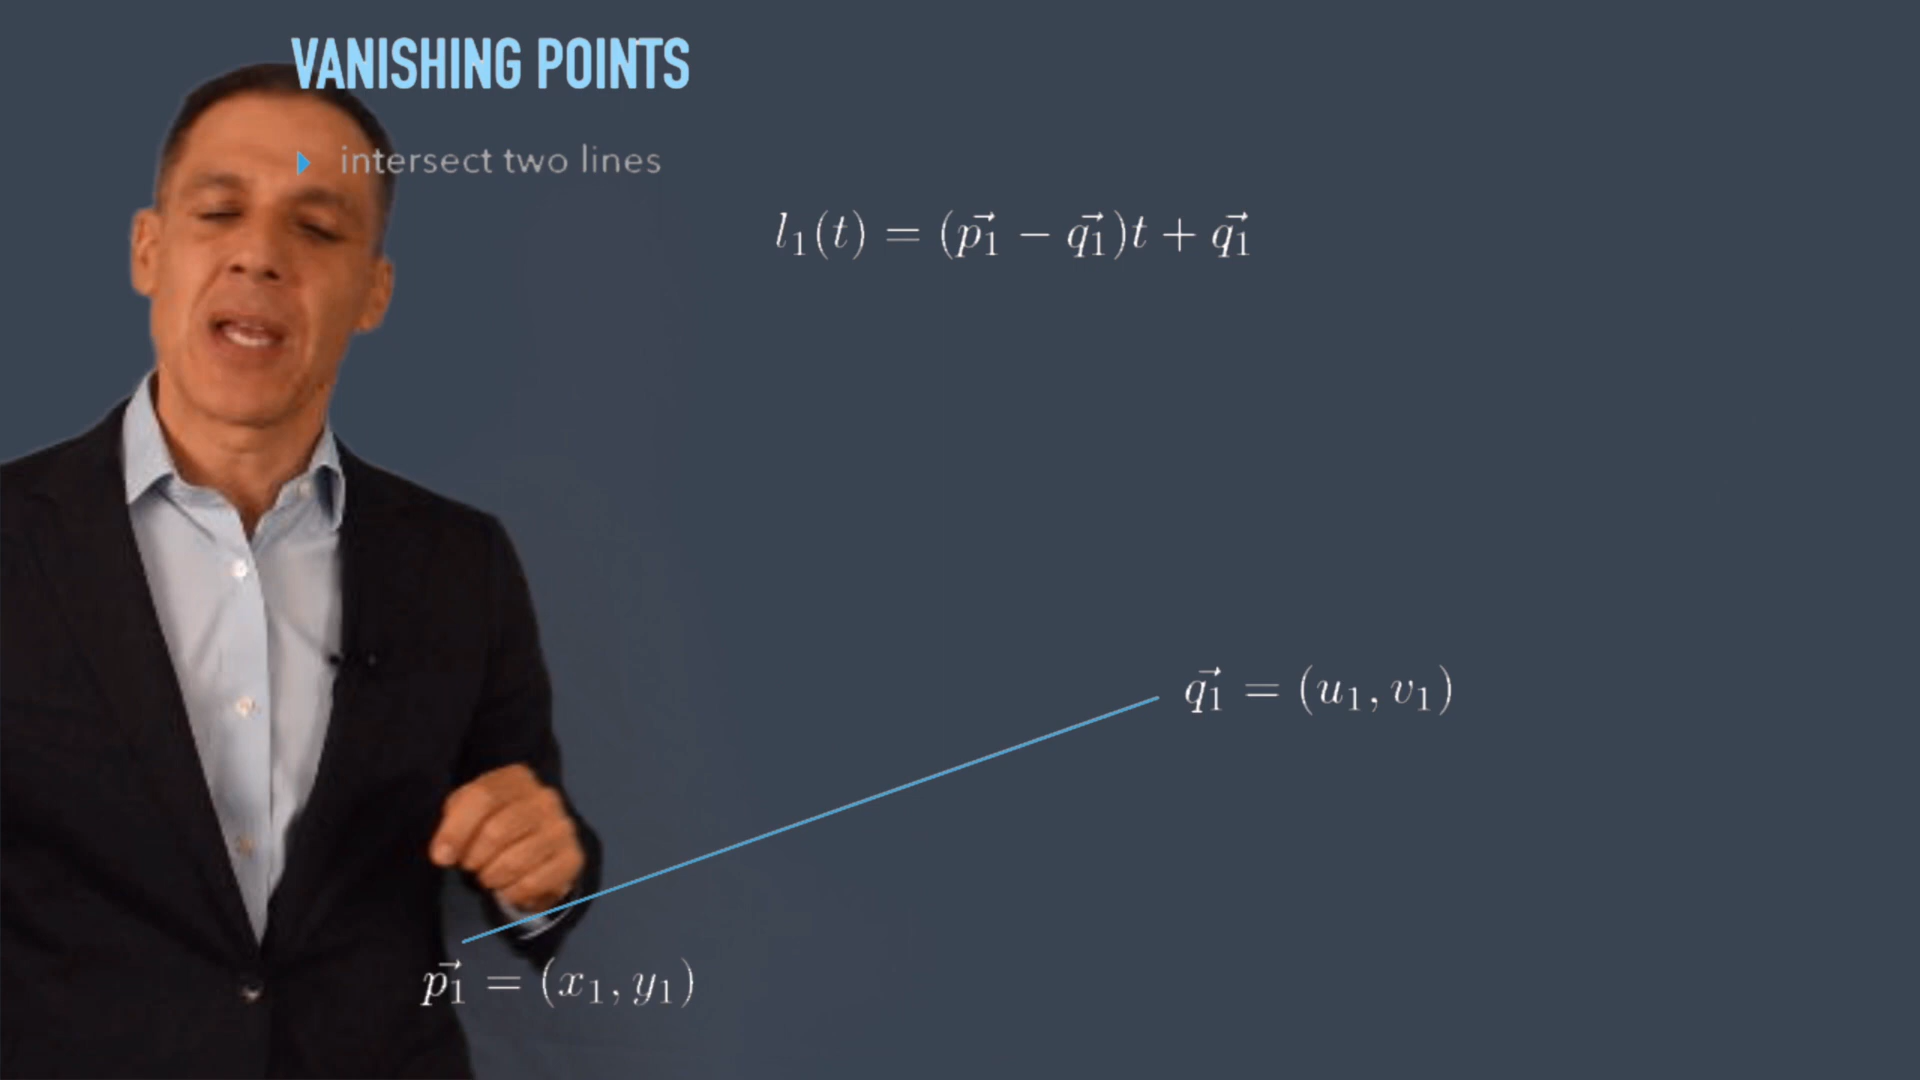 VANISHING POINTS
intersect two lines
l₁(t) = (p⃗₁ − q⃗₁)t + q⃗₁
q⃗₁ = (u₁, v₁)
p⃗₁ = (x₁, y₁)